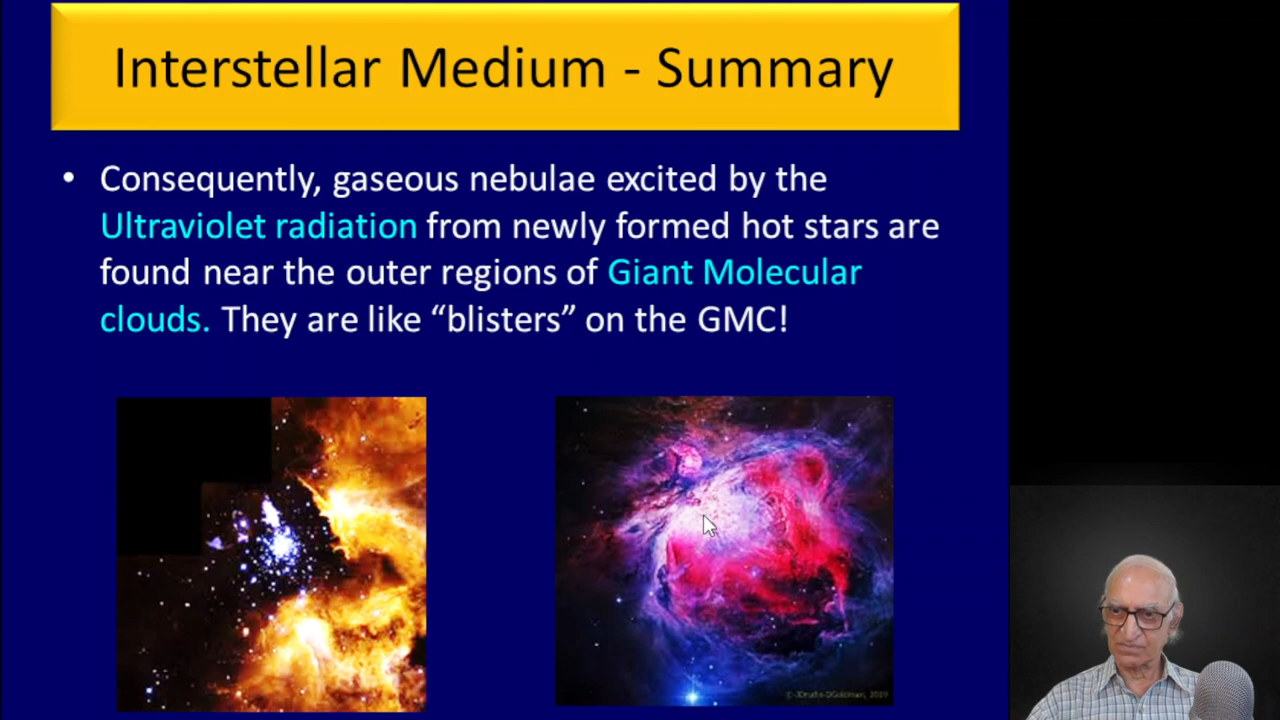 Interstellar Medium - Summary
• Consequently, gaseous nebulae excited by the
Ultraviolet radiation from newly formed hot stars are
found near the outer regions of Giant Molecular
clouds. They are like “blisters” on the GMC!